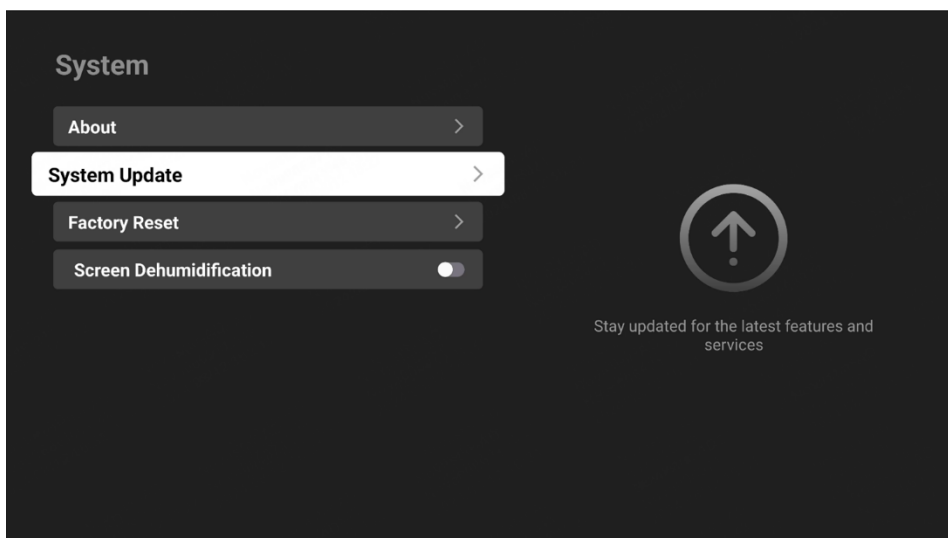 System
About
System Update
Factory Reset
Screen Dehumidification
Stay updated for the latest features and
services